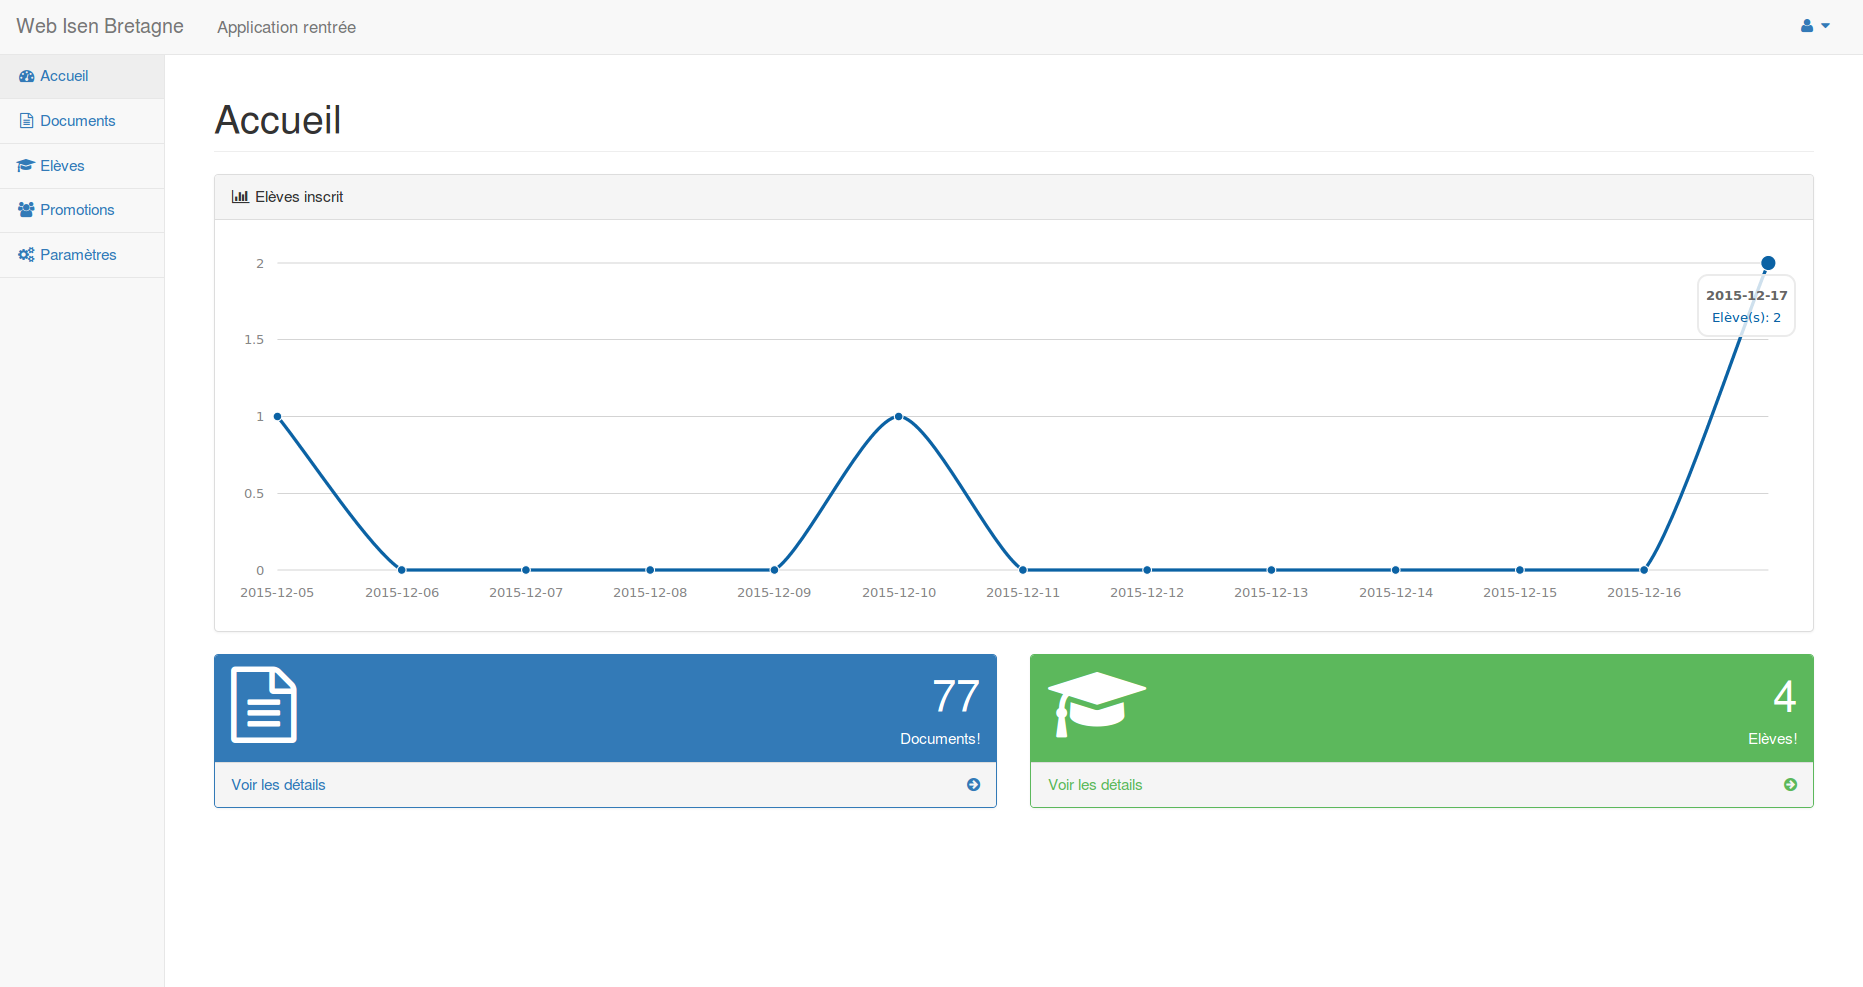 Web Isen Bretagne Application rentrée
Accueil
Documents
Elèves
Promotions
Paramètres
Accueil
Elèves inscrit
2
1.5
1
0.5
0
2015-12-17
Elève(s): 2
2015-12-05 2015-12-06 2015-12-07 2015-12-08 2015-12-09 2015-12-10 2015-12-11 2015-12-12 2015-12-13 2015-12-14 2015-12-15 2015-12-16
77
Documents!
Voir les détails
4
Elèves!
Voir les détails